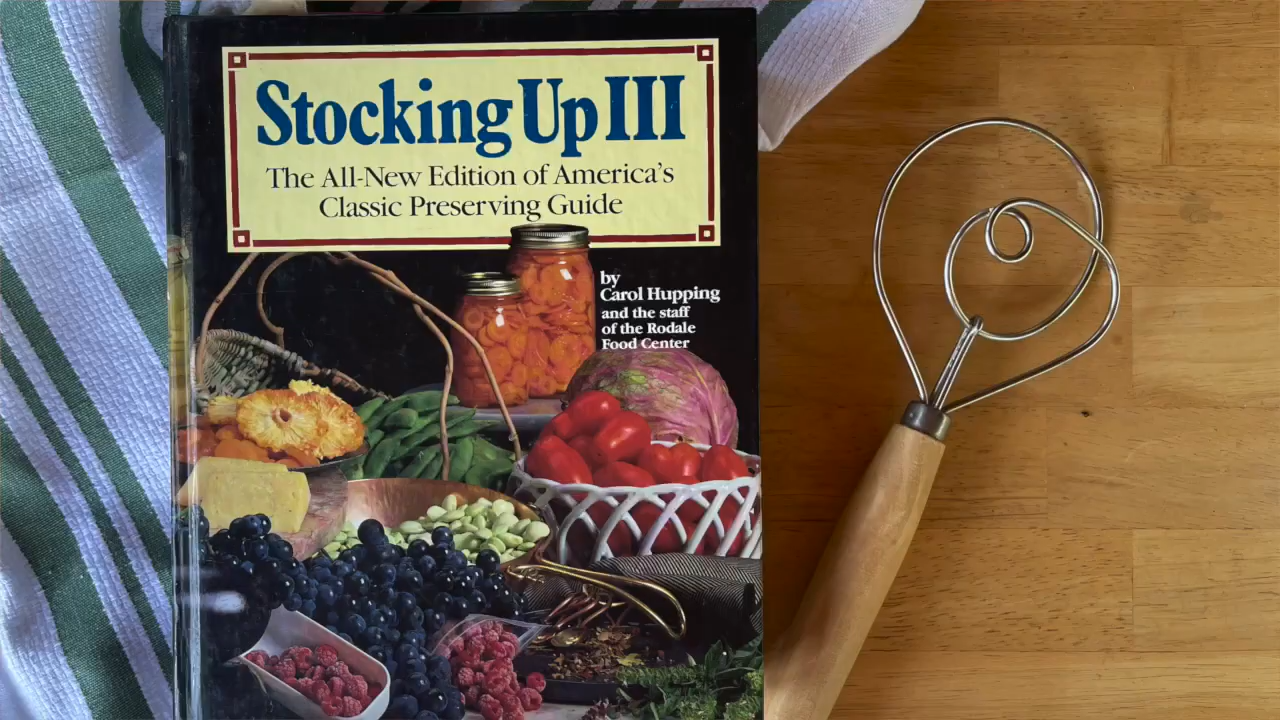 Stocking Up III
The All-New Edition of America's
Classic Preserving Guide
by
Carol Hupping
and the staff
of the Rodale
Food Center